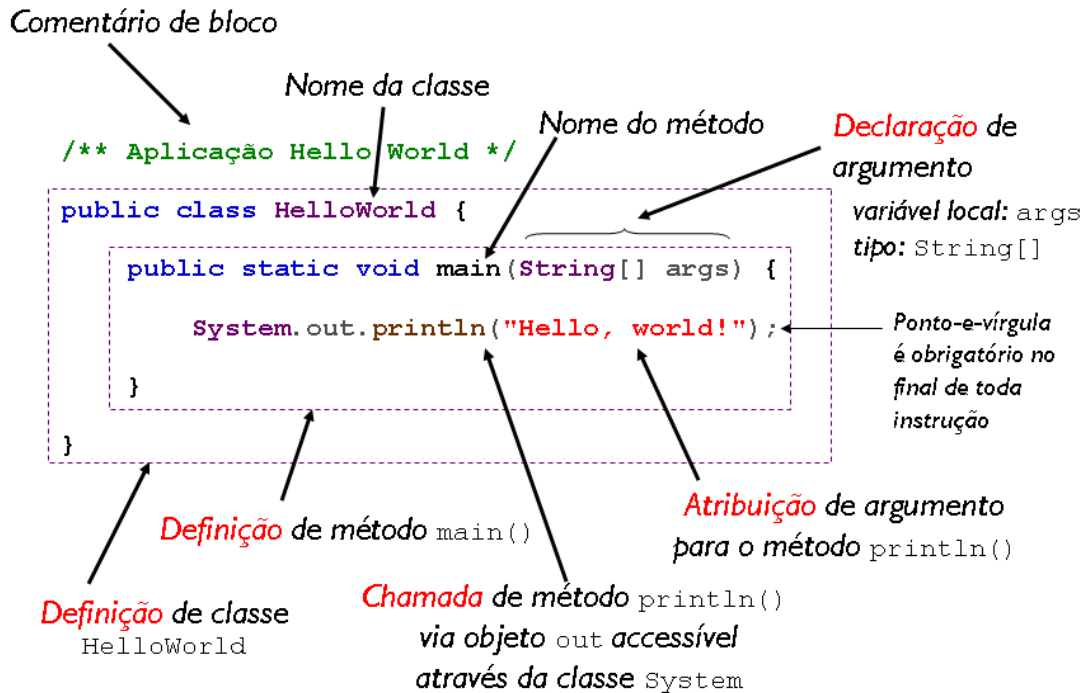 Comentário de bloco
Nome da classe
Nome do método
Declaração de
argumento
variável local: args
tipo: String[]
/** Aplicação Hello World */
public class HelloWorld {
public static void main(String[] args) {
System.out.println("Hello, world!");
}
}
Ponto-e-vírgula
é obrigatório no
final de toda
instrução
Definição de método main()
Atribuição de argumento
para o método println()
Definição de classe
HelloWorld
Chamada de método println()
via objeto out accessível
através da classe System